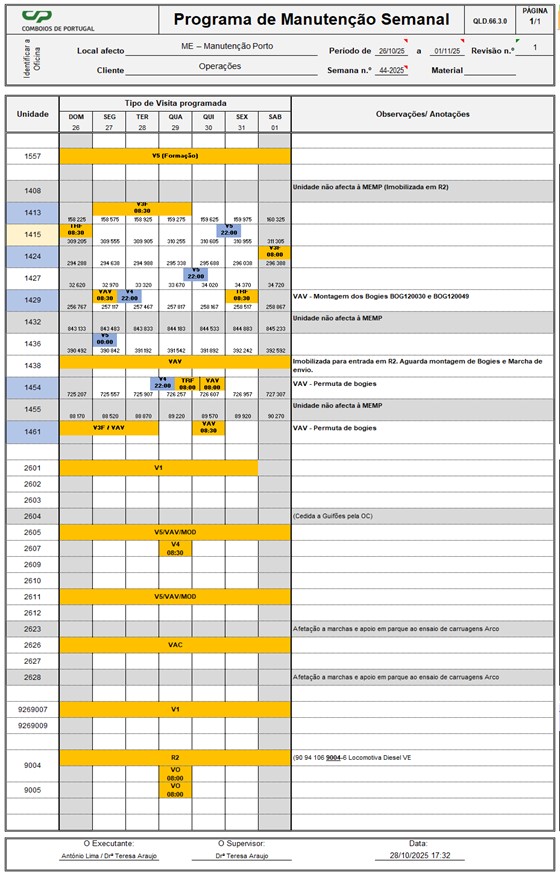 CP
COMBOIOS DE PORTUGAL
Programa de Manutenção Semanal
QLD.66.3.0
PÁGINA
1/1
Identificar a Oficina
Local afecto ME – Manutenção Porto Período de 26/10/25 a 01/11/25 Revisão n.º 1
Cliente Operações Semana n.º 44-2025 Material
Unidade
Tipo de Visita programada
Observações/ Anotações
DOM SEG TER QUA QUI SEX SAB
26 27 28 29 30 31 01
1557 V5 (Formação)
1408 Unidade não afecta à MEMP (Imobilizada em R2)
1413 V3F 08:30
158 225 158 575 158 925 159 275 159 625 159 975 160 325
1415 TRF 08:30 V5 22:00
309 205 309 555 309 905 310 255 310 605 310 955 311 305
1424 V3F 08:00
294 288 294 638 294 988 295 338 295 688 296 038 296 388
1427 V5 22:00
32 620 32 970 33 320 33 670 34 020 34 370 34 720
1429 VAV 08:30 V4 22:00 TRF 08:30 VAV - Montagem dos Bogies BOG120030 e BOG120049
256 767 257 117 257 467 257 817 258 167 258 517 258 867
1432 Unidade não afecta à MEMP
843 133 843 483 843 833 844 183 844 533 844 883 845 233
1436 V5 00:00
390 492 390 842 391 192 391 542 391 892 392 242 392 592
1438 VAV Imobilizada para entrada em R2. Aguarda montagem de Bogies e Marcha de
envio.
1454 V4 22:00 TRF 08:00 VAV 08:00 VAV - Permuta de bogies
725 207 725 557 725 907 726 257 726 607 726 957 727 307
1455 Unidade não afecta à MEMP
88 170 88 520 88 870 89 220 89 570 89 920 90 270
1461 V3F / VAV VAV 08:30 VAV - Permuta de bogies
2601 V1
2602
2603
2604 (Cedida a Guifões pela OC)
2605 V5/VAV/MOD
2607 V4 08:30
2609
2610
2611 V5/VAV/MOD
2612
2623 Afetação a marchas e apoio em parque ao ensaio de carruagens Arco
2626 VAC
2627
2628 Afetação a marchas e apoio em parque ao ensaio de carruagens Arco
9269007 V1
9269009
9004 R2 (90 94 106 9004-6 Locomotiva Diesel VE
VO 08:00
9005 VO 08:00
O Executante: O Supervisor: Data:
António Lima / Drª Teresa Araujo Drª Teresa Araujo 28/10/2025 17:32